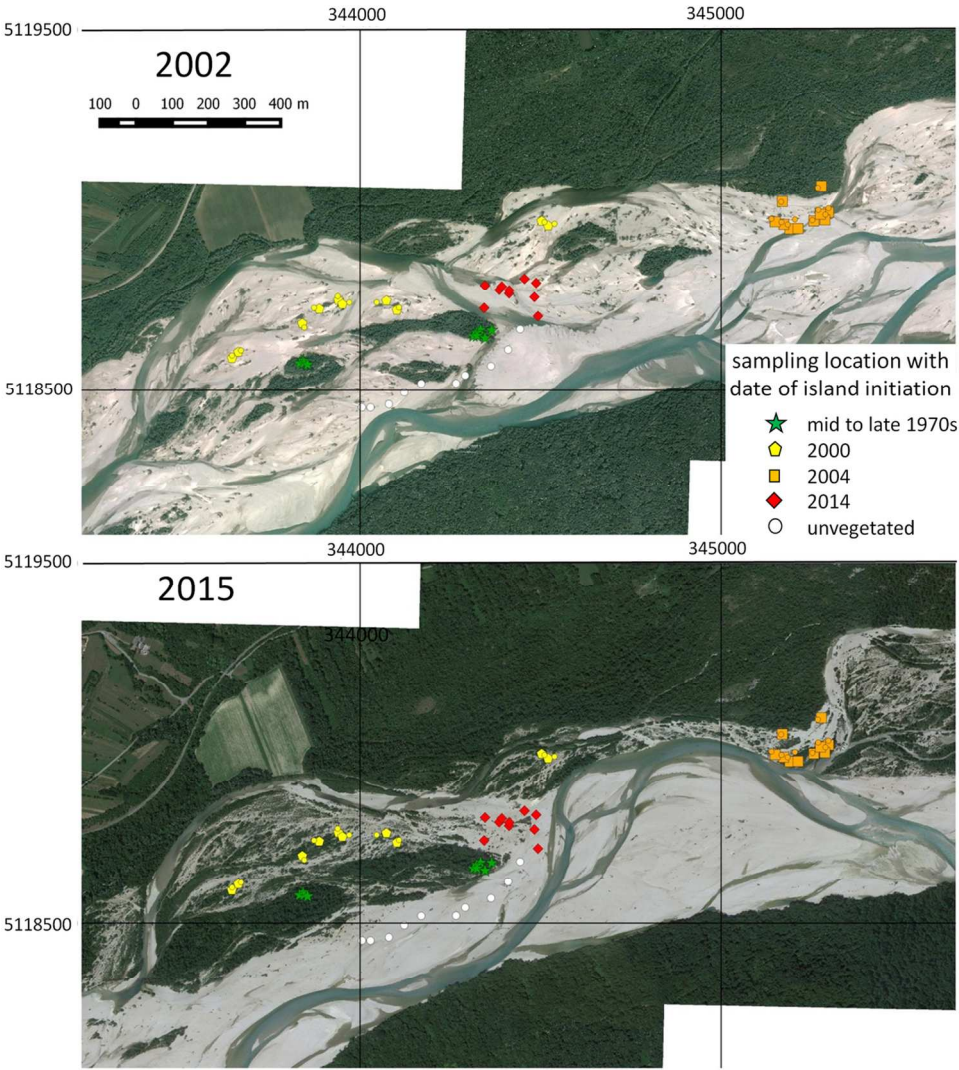 344000
345000
5119500
2002
100 0 100 200 300 400 m
5118500
sampling location with
date of island initiation
mid to late 1970s
2000
2004
2014
unvegetated
344000
345000
5119500
2015
344000
5118500